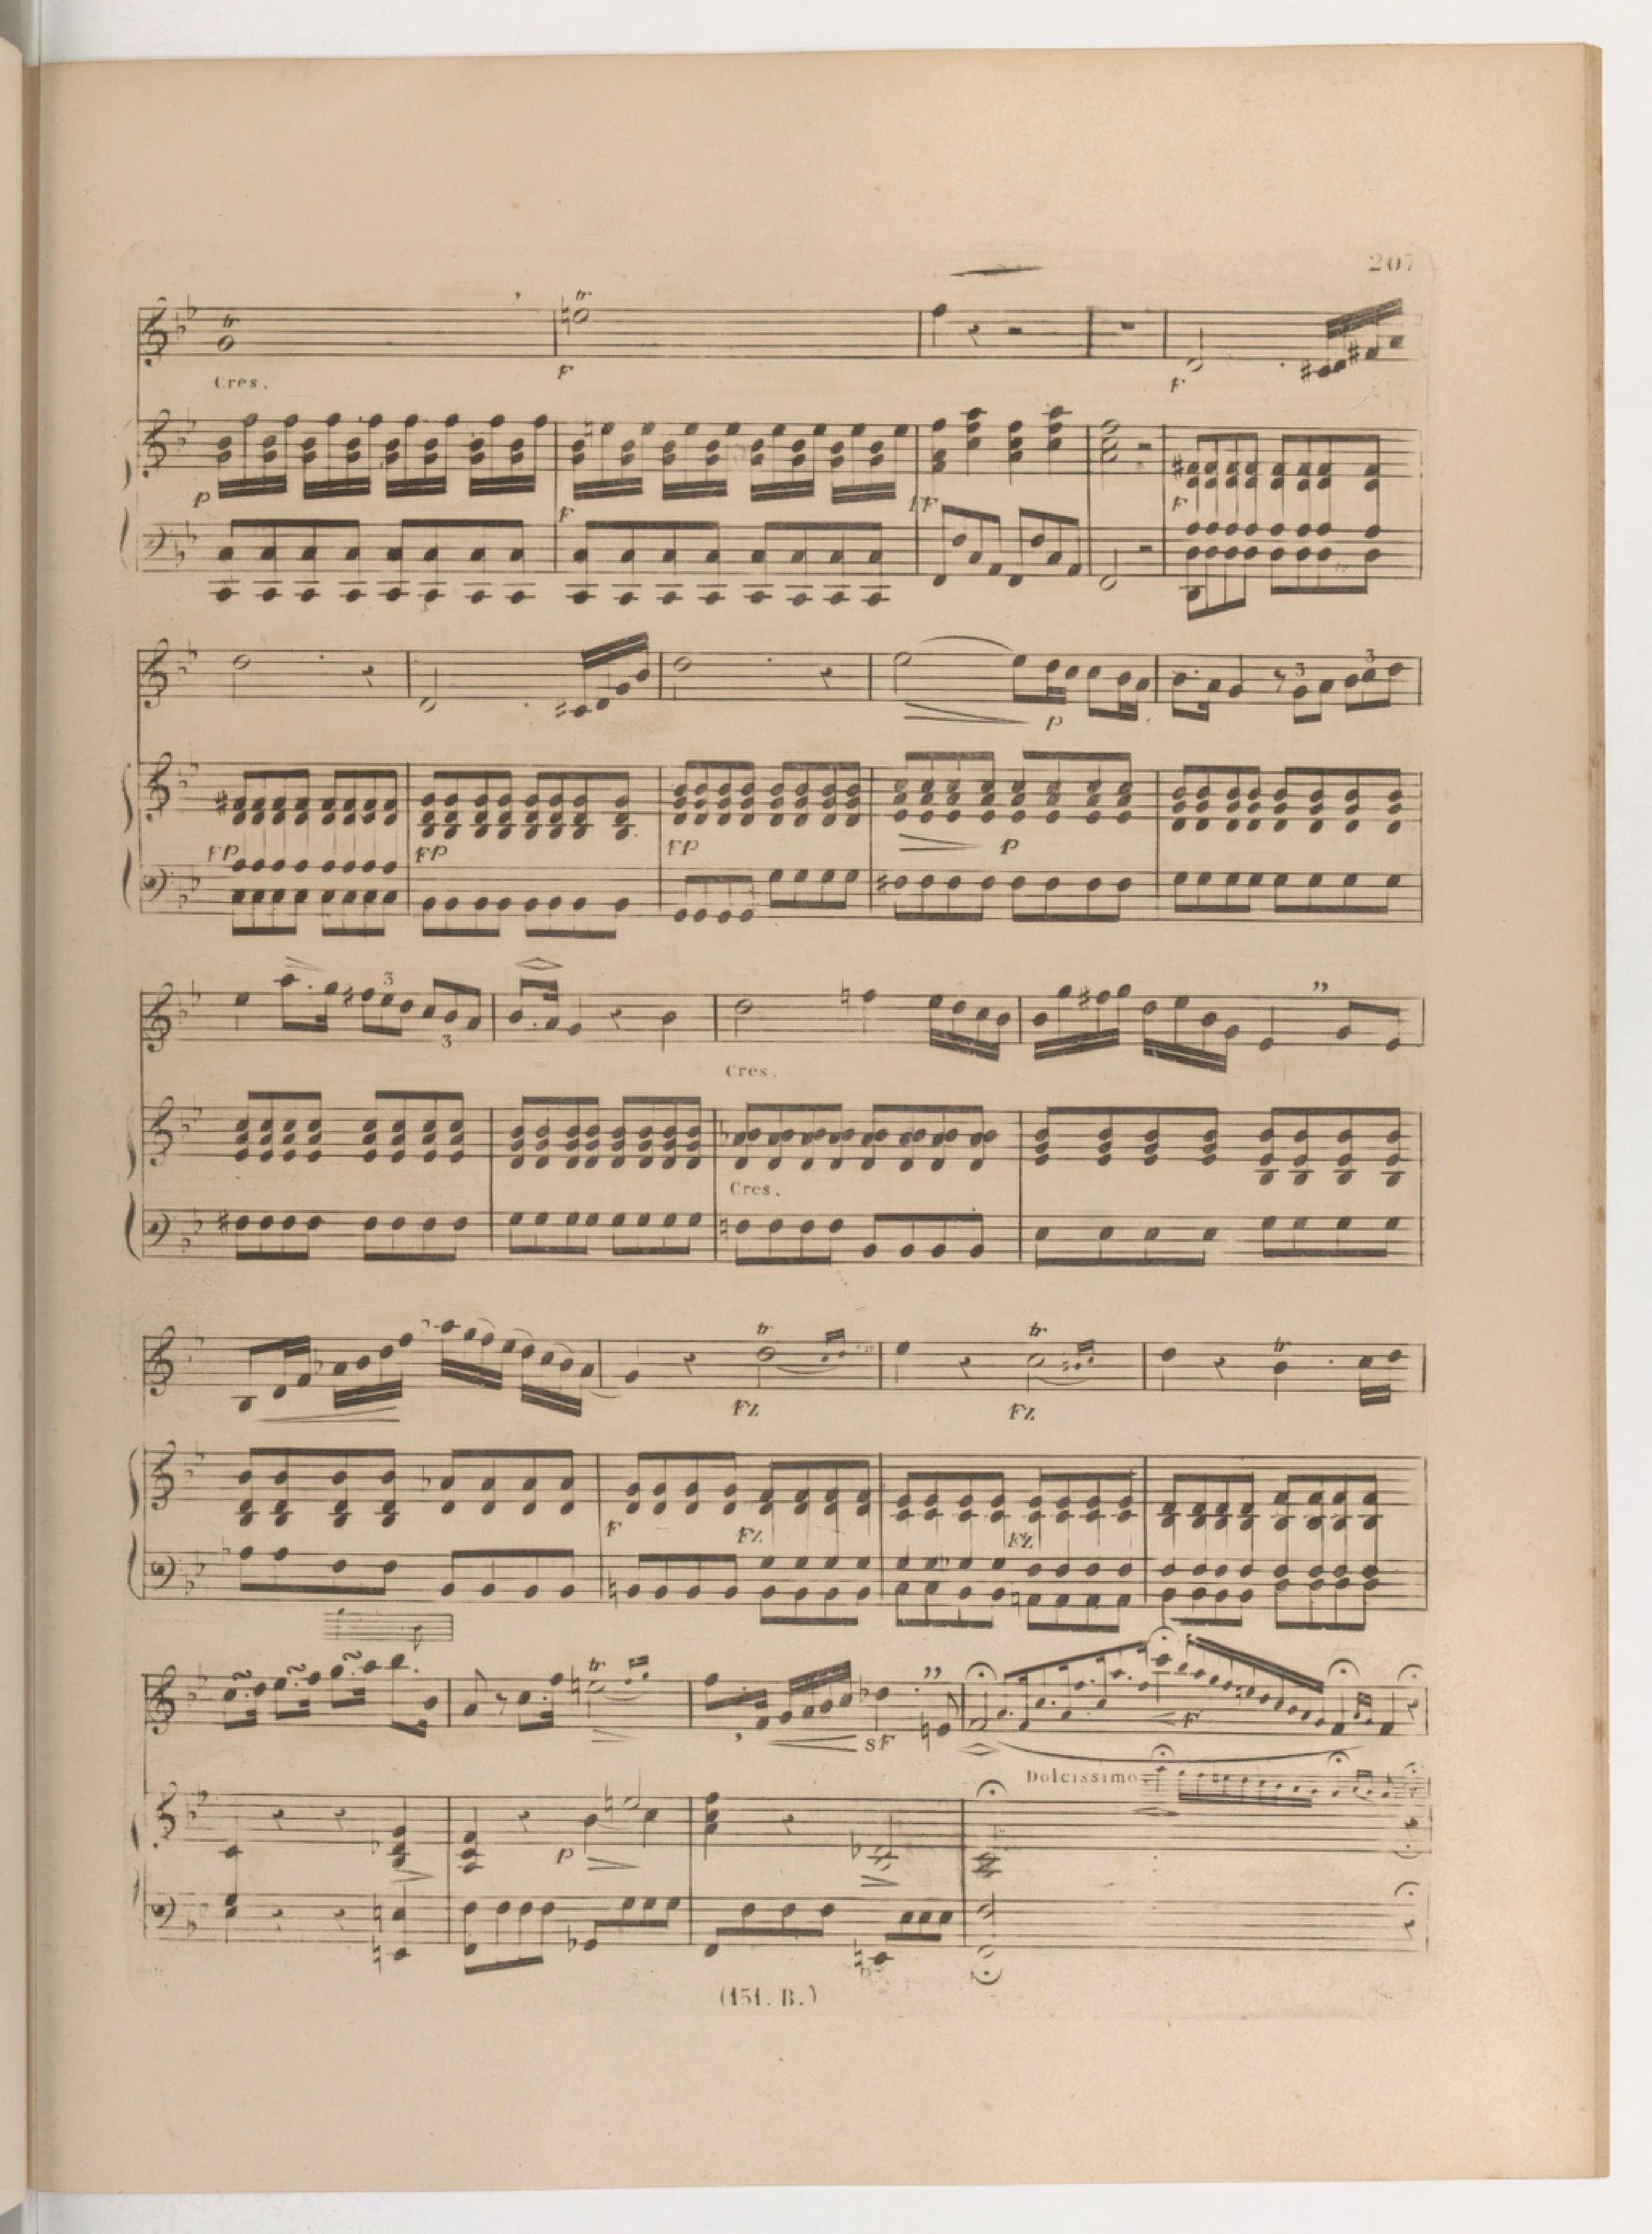 207
tr tr
Cres. F F
P F FF F
3 3
P
FP FP FP P
3
3
Cres.
Cres.
tr tr tr
Fz Fz
F Fz Fz
tr
sF F
Dolcissimo.
P
(151. B.)